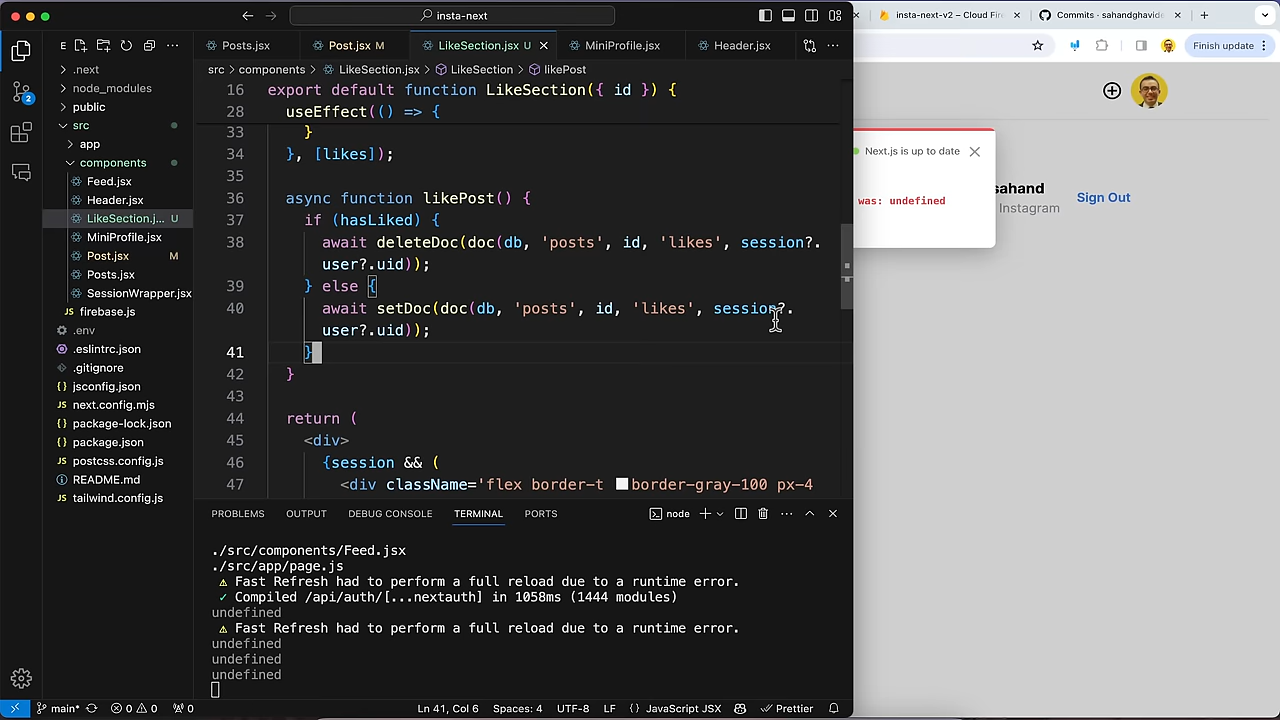 insta-next
insta-next-v2 – Cloud Fire
Commits · sahandghavid
Finish update
E
Posts.jsx
Post.jsx M
LikeSection.jsx U
MiniProfile.jsx
Header.jsx
src > components > LikeSection.jsx > LikeSection > likePost
.next
node_modules
public
src
app
components
Feed.jsx
Header.jsx
LikeSection.j... U
MiniProfile.jsx
Post.jsx M
Posts.jsx
SessionWrapper.jsx
firebase.js
.env
.eslintrc.json
.gitignore
jsconfig.json
next.config.mjs
package-lock.json
package.json
postcss.config.js
README.md
tailwind.config.js
2
16 export default function LikeSection({ id }) {
28 useEffect(() => {
33 }
34 }, [likes]);
35
36 async function likePost() {
37 if (hasLiked) {
38 await deleteDoc(doc(db, 'posts', id, 'likes', session?.
user?.uid));
39 } else {
40 await setDoc(doc(db, 'posts', id, 'likes', session?.
user?.uid));
41 }
42 }
43
44 return (
45 <div>
46 {session && (
47 <div className='flex border-t border-gray-100 px-4
PROBLEMS OUTPUT DEBUG CONSOLE TERMINAL PORTS
node
./src/components/Feed.jsx
./src/app/page.js
⚠ Fast Refresh had to perform a full reload due to a runtime error.
✓ Compiled /api/auth/[...nextauth] in 1058ms (1444 modules)
undefined
⚠ Fast Refresh had to perform a full reload due to a runtime error.
undefined
undefined
undefined
main* 0 0 0
Ln 41, Col 6 Spaces: 4 UTF-8 LF {} JavaScript JSX Prettier
Next.js is up to date
was: undefined
sahand
Instagram
Sign Out